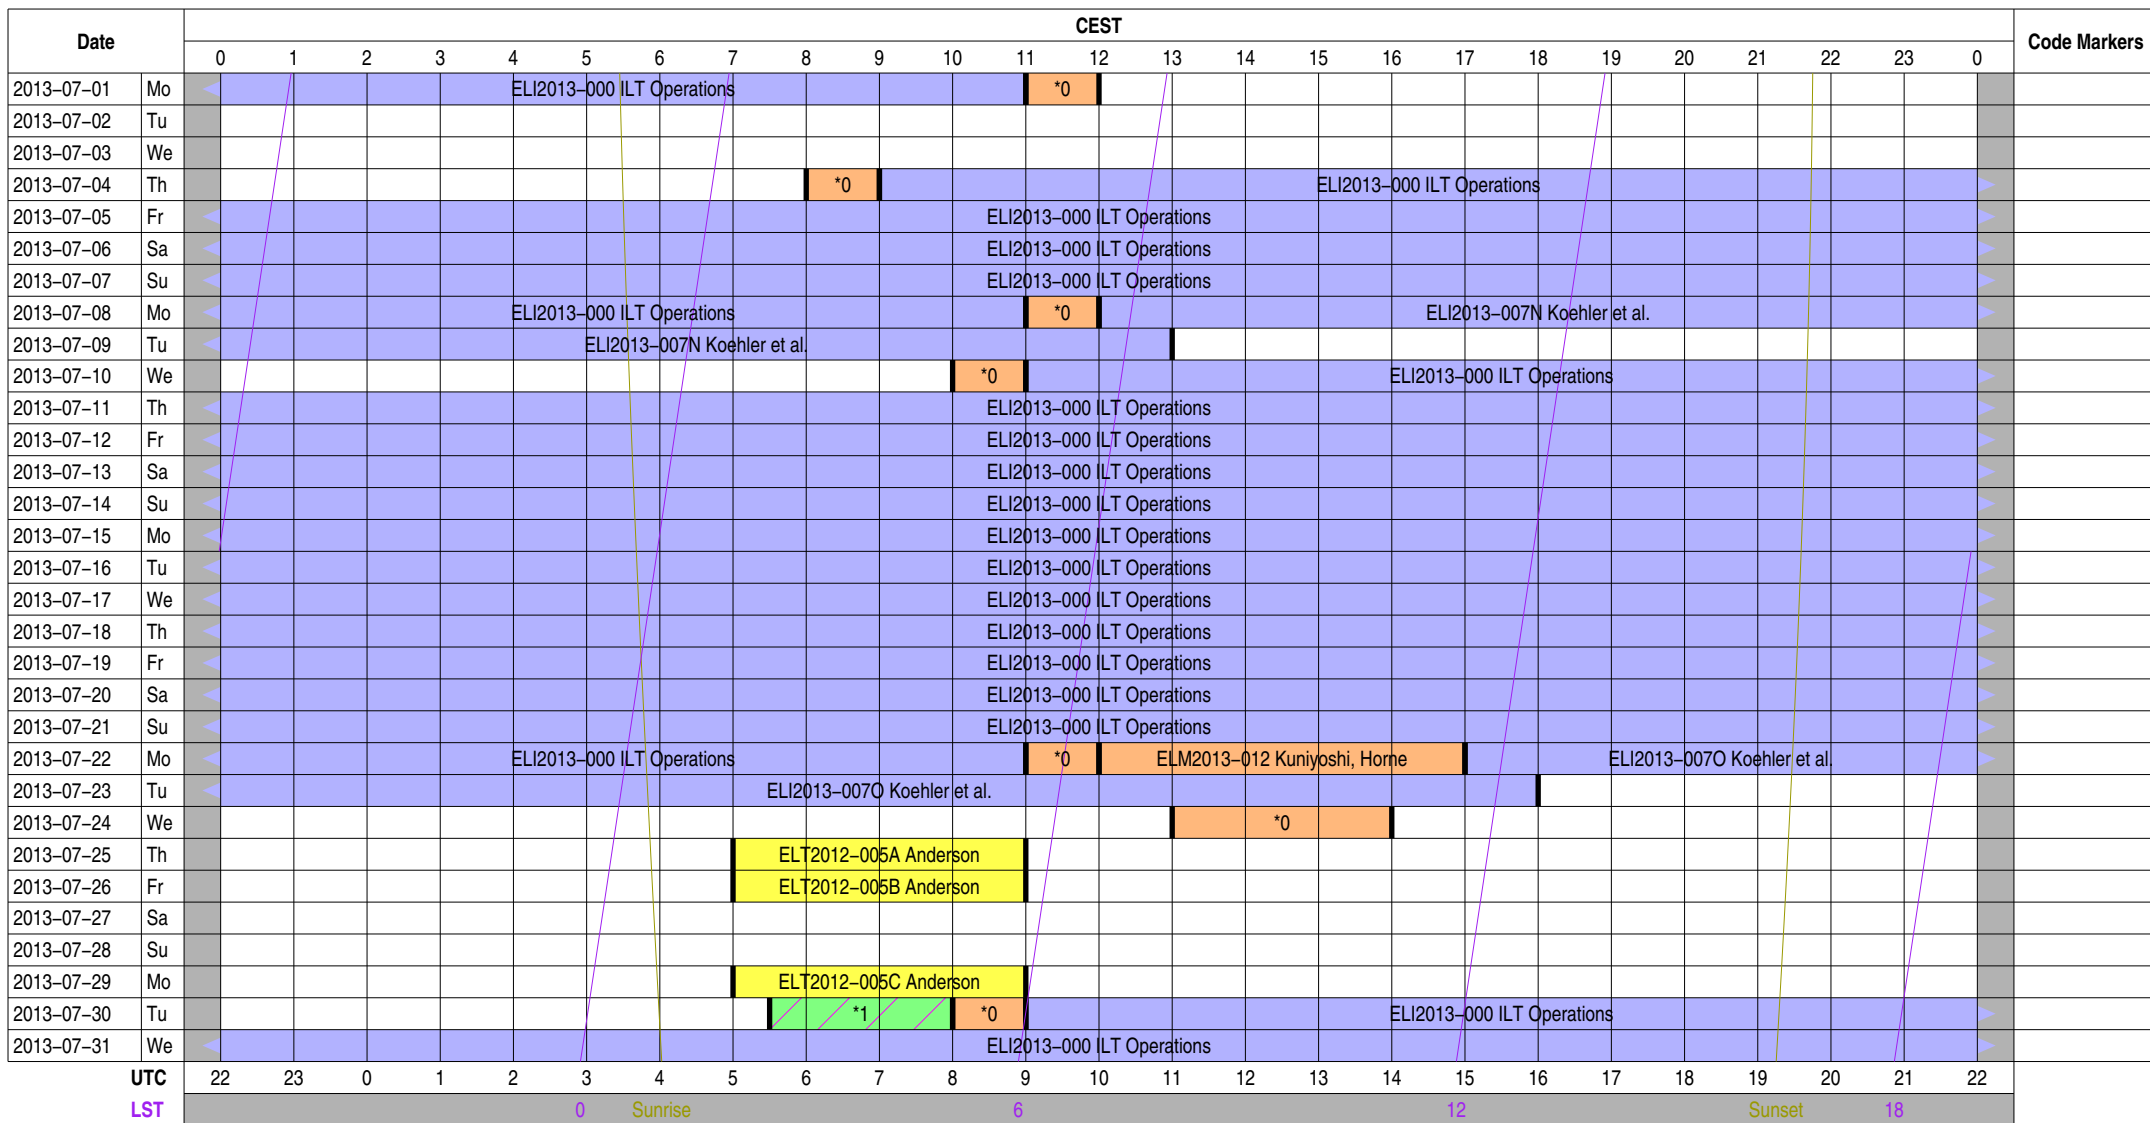 CEST
Date
Code Markers
0 1 2 3 4 5 6 7 8 9 10 11 12 13 14 15 16 17 18 19 20 21 22 23 0
2013-07-01 Mo ELI2013-000 ILT Operations *0
2013-07-02 Tu
2013-07-03 We
2013-07-04 Th *0 ELI2013-000 ILT Operations
2013-07-05 Fr ELI2013-000 ILT Operations
2013-07-06 Sa ELI2013-000 ILT Operations
2013-07-07 Su ELI2013-000 ILT Operations
2013-07-08 Mo ELI2013-000 ILT Operations *0 ELI2013-007N Koehler et al.
2013-07-09 Tu ELI2013-007N Koehler et al.
2013-07-10 We *0 ELI2013-000 ILT Operations
2013-07-11 Th ELI2013-000 ILT Operations
2013-07-12 Fr ELI2013-000 ILT Operations
2013-07-13 Sa ELI2013-000 ILT Operations
2013-07-14 Su ELI2013-000 ILT Operations
2013-07-15 Mo ELI2013-000 ILT Operations
2013-07-16 Tu ELI2013-000 ILT Operations
2013-07-17 We ELI2013-000 ILT Operations
2013-07-18 Th ELI2013-000 ILT Operations
2013-07-19 Fr ELI2013-000 ILT Operations
2013-07-20 Sa ELI2013-000 ILT Operations
2013-07-21 Su ELI2013-000 ILT Operations
2013-07-22 Mo ELI2013-000 ILT Operations *0 ELM2013-012 Kuniyoshi, Horne ELI2013-007O Koehler et al.
2013-07-23 Tu ELI2013-007O Koehler et al.
2013-07-24 We *0
2013-07-25 Th ELT2012-005A Anderson
2013-07-26 Fr ELT2012-005B Anderson
2013-07-27 Sa
2013-07-28 Su
2013-07-29 Mo ELT2012-005C Anderson
2013-07-30 Tu *1 *0 ELI2013-000 ILT Operations
2013-07-31 We ELI2013-000 ILT Operations
UTC 22 23 0 1 2 3 4 5 6 7 8 9 10 11 12 13 14 15 16 17 18 19 20 21 22
LST 0 Sunrise 6 12 Sunset 18